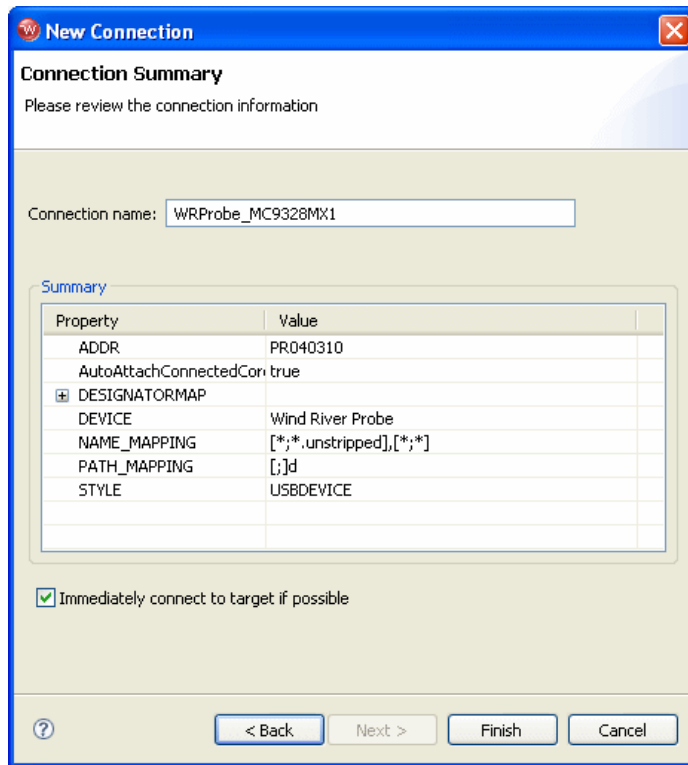 New Connection
Connection Summary
Please review the connection information
Connection name: WRProbe_MC9328MX1
Summary
Property Value
ADDR PR040310
AutoAttachConnectedCor true
DESIGNATORMAP
DEVICE Wind River Probe
NAME_MAPPING [*;*.unstripped],[*;*]
PATH_MAPPING [;]d
STYLE USBDEVICE
Immediately connect to target if possible
< Back Next > Finish Cancel